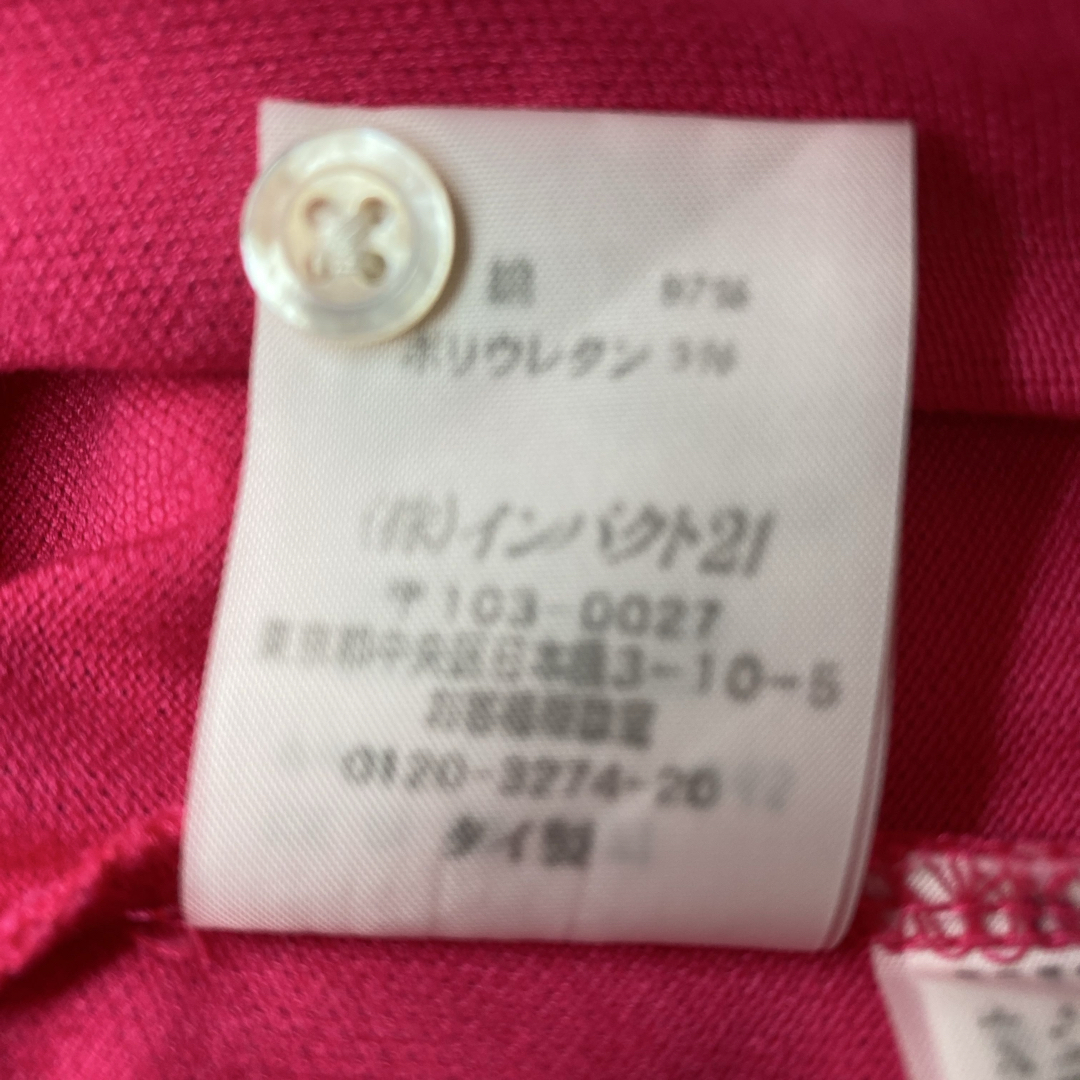 綿 97%
ポリウレタン 3%
(株)インパクト21
〒103-0027
東京都中央区日本橋3-10-5
お客様相談室
0120-3274-20
タイ製